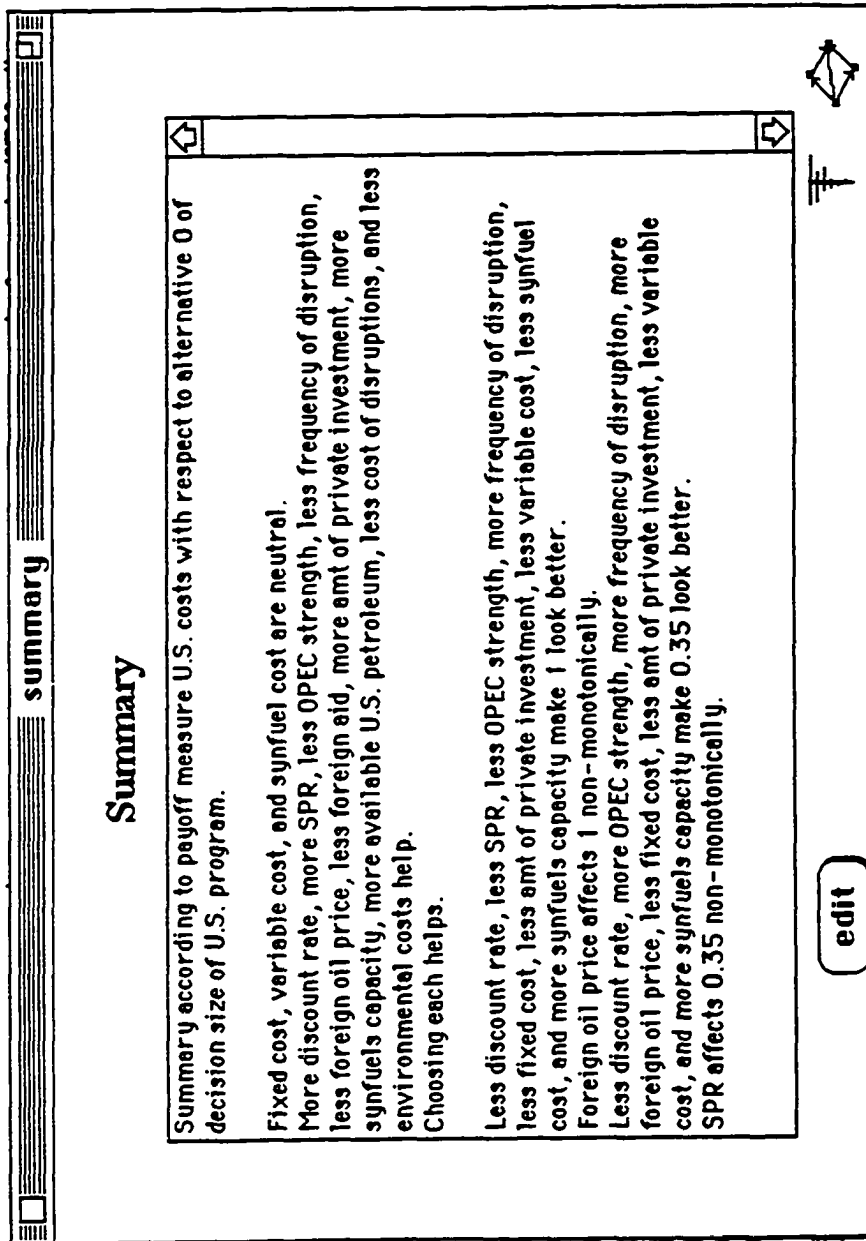 summary
Summary
Summary according to payoff measure U.S. costs with respect to alternative 0 of
decision size of U.S. program.
Fixed cost, variable cost, and synfuel cost are neutral.
More discount rate, more SPR, less OPEC strength, less frequency of disruption,
less foreign oil price, less foreign aid, more amt of private investment, more
synfuels capacity, more available U.S. petroleum, less cost of disruptions, and less
environmental costs help.
Choosing each helps.
Less discount rate, less SPR, less OPEC strength, more frequency of disruption,
less fixed cost, less amt of private investment, less variable cost, less synfuel
cost, and more synfuels capacity make 1 look better.
Foreign oil price affects 1 non-monotonically.
Less discount rate, more OPEC strength, more frequency of disruption, more
foreign oil price, less fixed cost, less amt of private investment, less variable
cost, and more synfuels capacity make 0.35 look better.
SPR affects 0.35 non-monotonically.
edit